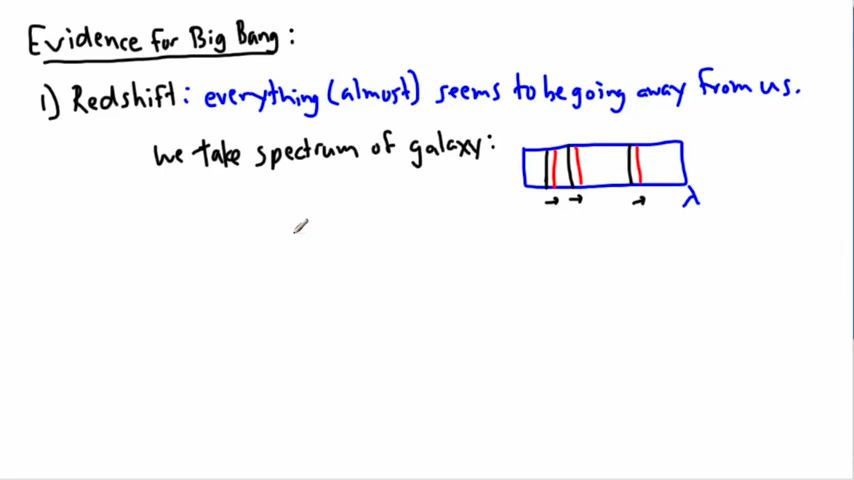 Evidence for Big Bang:
1) Redshift: everything (almost) seems to be going away from us.
We take spectrum of galaxy:
λ